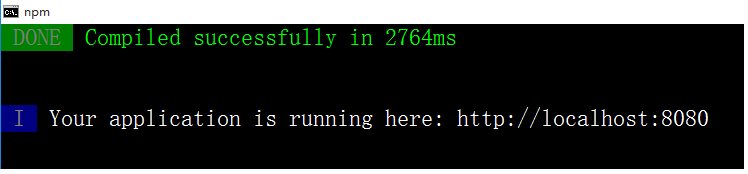 npm
DONE Compiled successfully in 2764ms
I Your application is running here: http://localhost:8080